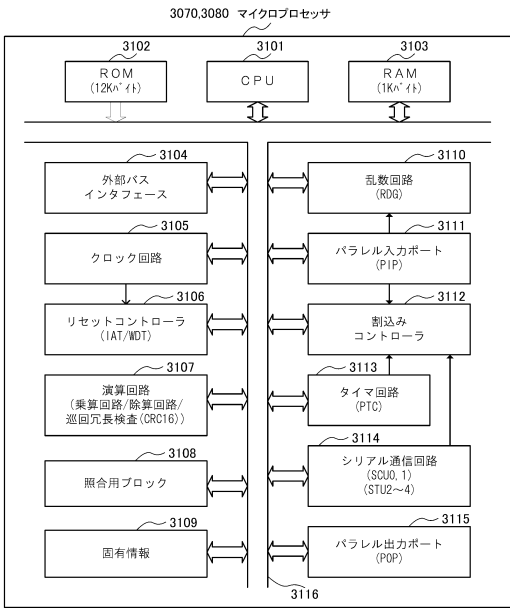 3070,3080 マイクロプロセッサ
3102
ROM
(12Kバイト)
3101
CPU
3103
RAM
(1Kバイト)
3104
外部バス
インタフェース
3105
クロック回路
3106
リセットコントローラ
(IAT/WDT)
3107
演算回路
(乗算回路/除算回路/
巡回冗長検査(CRC16))
3108
照合用ブロック
3109
固有情報
3110
乱数回路
(RDG)
3111
パラレル入力ポート
(PIP)
3112
割込み
コントローラ
3113
タイマ回路
(PTC)
3114
シリアル通信回路
(SCU0,1)
(STU2～4)
3115
パラレル出力ポート
(POP)
3116